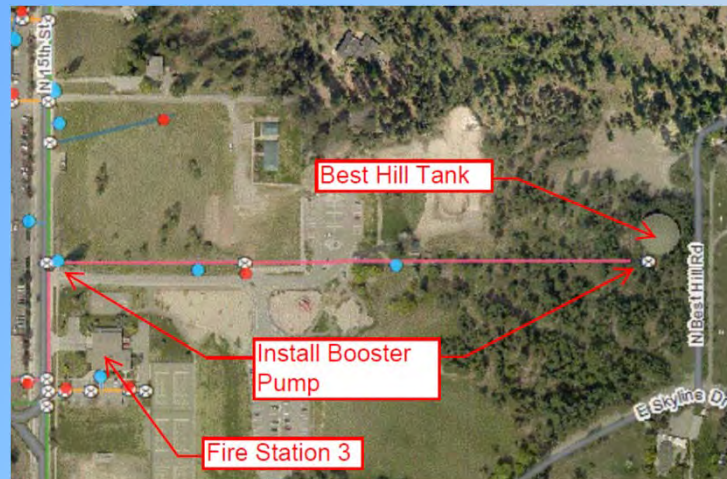 N 15th St
Best Hill Tank
N Best Hill Rd
Install Booster
Pump
E Skyline Dr
Fire Station 3